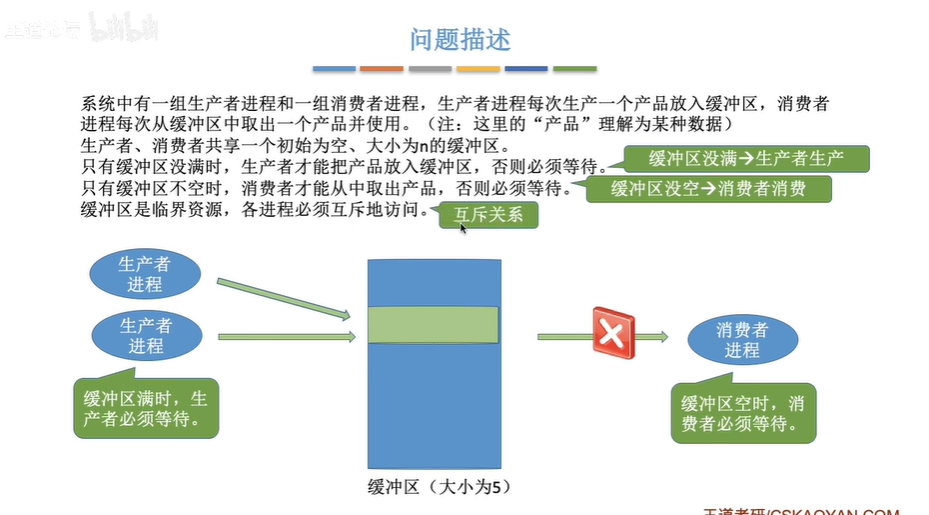 bilibili
问题描述
系统中有一组生产者进程和一组消费者进程，生产者进程每次生产一个产品放入缓冲区，消费者
进程每次从缓冲区中取出一个产品并使用。（注：这里的“产品”理解为某种数据）
生产者、消费者共享一个初始为空、大小为n的缓冲区。
只有缓冲区没满时，生产者才能把产品放入缓冲区，否则必须等待。
缓冲区没满→生产者生产
只有缓冲区不空时，消费者才能从中取出产品，否则必须等待。
缓冲区没空→消费者消费
缓冲区是临界资源，各进程必须互斥地访问。
互斥关系
生产者
进程
生产者
进程
消费者
进程
缓冲区满时，生
产者必须等待。
缓冲区空时，消
费者必须等待。
缓冲区（大小为5）
王道考研/CSKAOYAN.COM